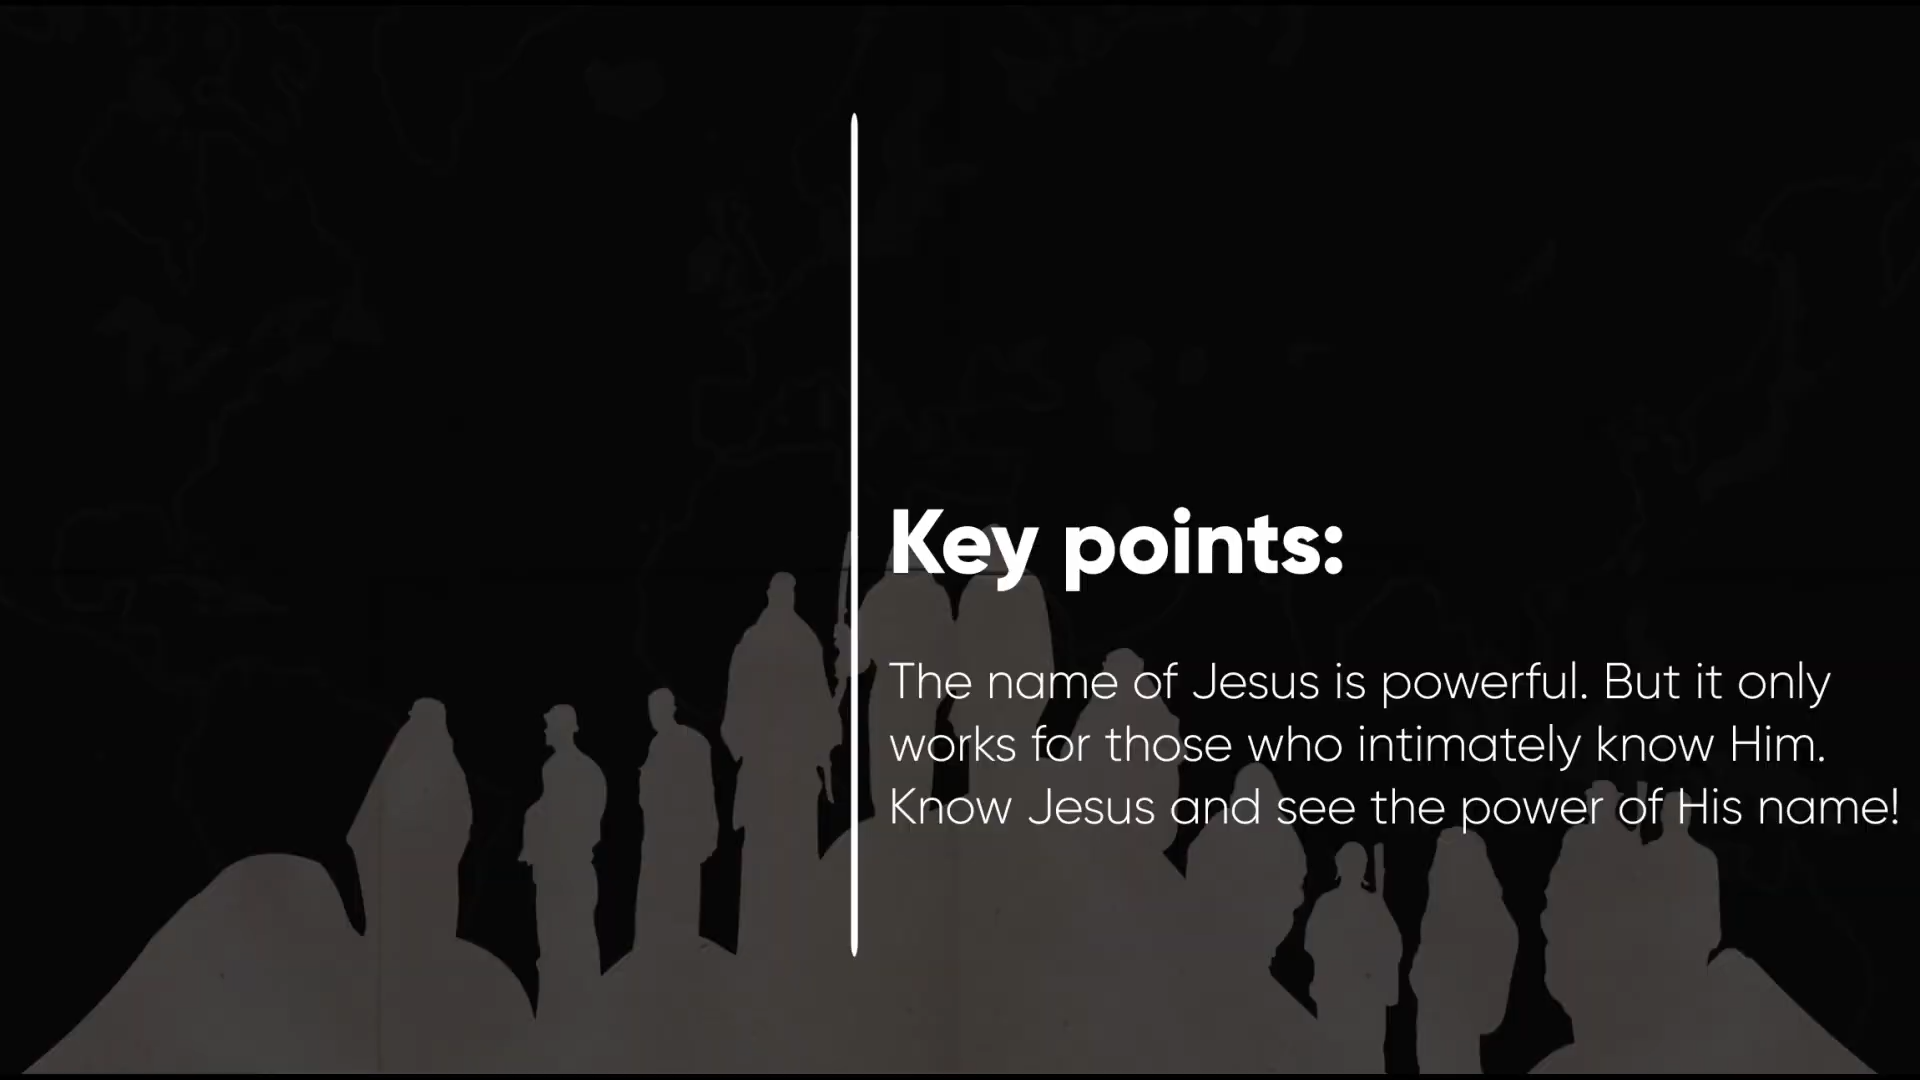 Key points:
The name of Jesus is powerful. But it only
works for those who intimately know Him.
Know Jesus and see the power of His name!